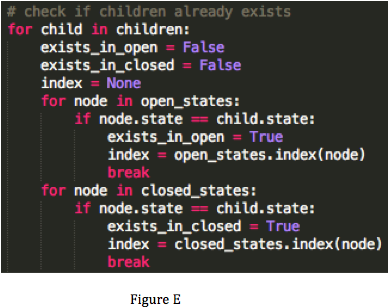 # check if children already exists
for child in children:
    exists_in_open = False
    exists_in_closed = False
    index = None
    for node in open_states:
        if node.state == child.state:
            exists_in_open = True
            index = open_states.index(node)
            break
    for node in closed_states:
        if node.state == child.state:
            exists_in_closed = True
            index = closed_states.index(node)
            break
Figure E